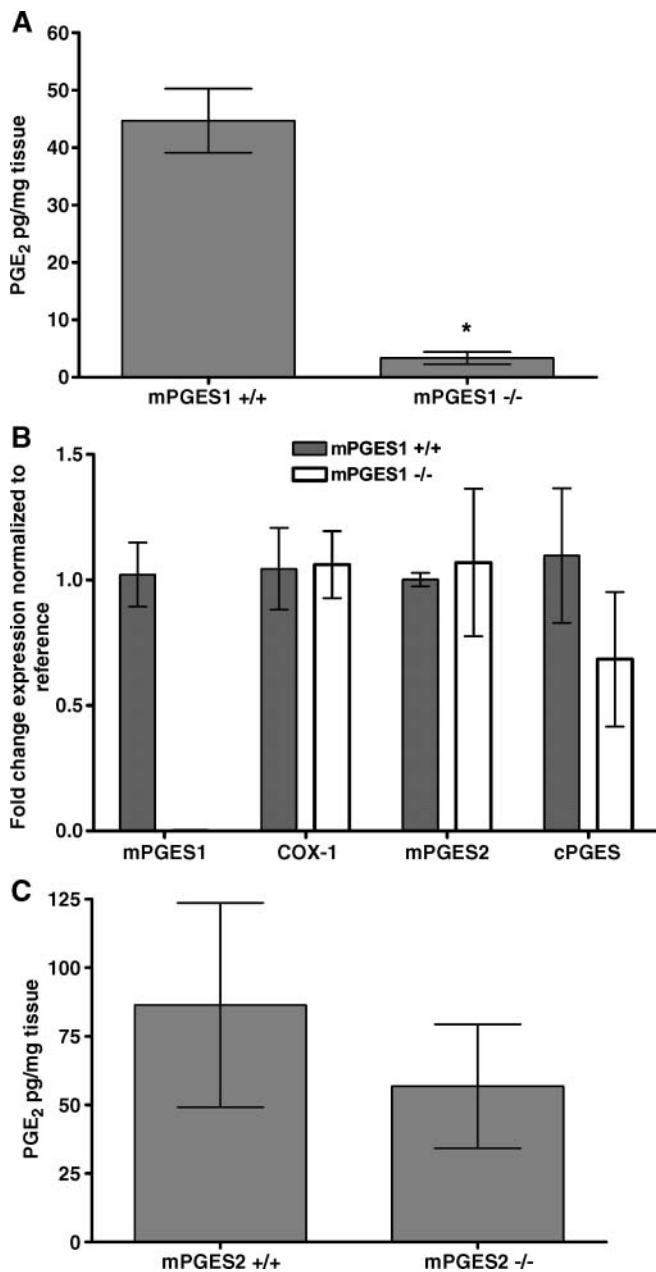 A
PGE2 pg/mg tissue
60
50
40
30
20
10
0
*
mPGES1 +/+
mPGES1 -/-
B
mPGES1 +/+
mPGES1 -/-
Fold change expression normalized to
reference
1.5
1.0
0.5
0.0
mPGES1
COX-1
mPGES2
cPGES
C
PGE2 pg/mg tissue
125
100
75
50
25
0
mPGES2 +/+
mPGES2 -/-